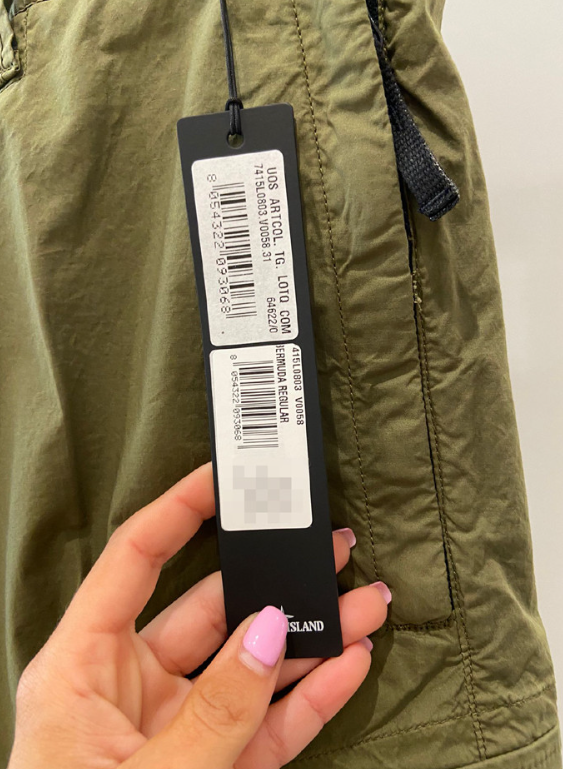 UOS ARTCOL. TG. LOTO COM
7415L0803.V0058.31
64622/0
8 054322 093068
415L0803 V0058
BERMUDA REGULAR
8 054322 093068
ISLAND